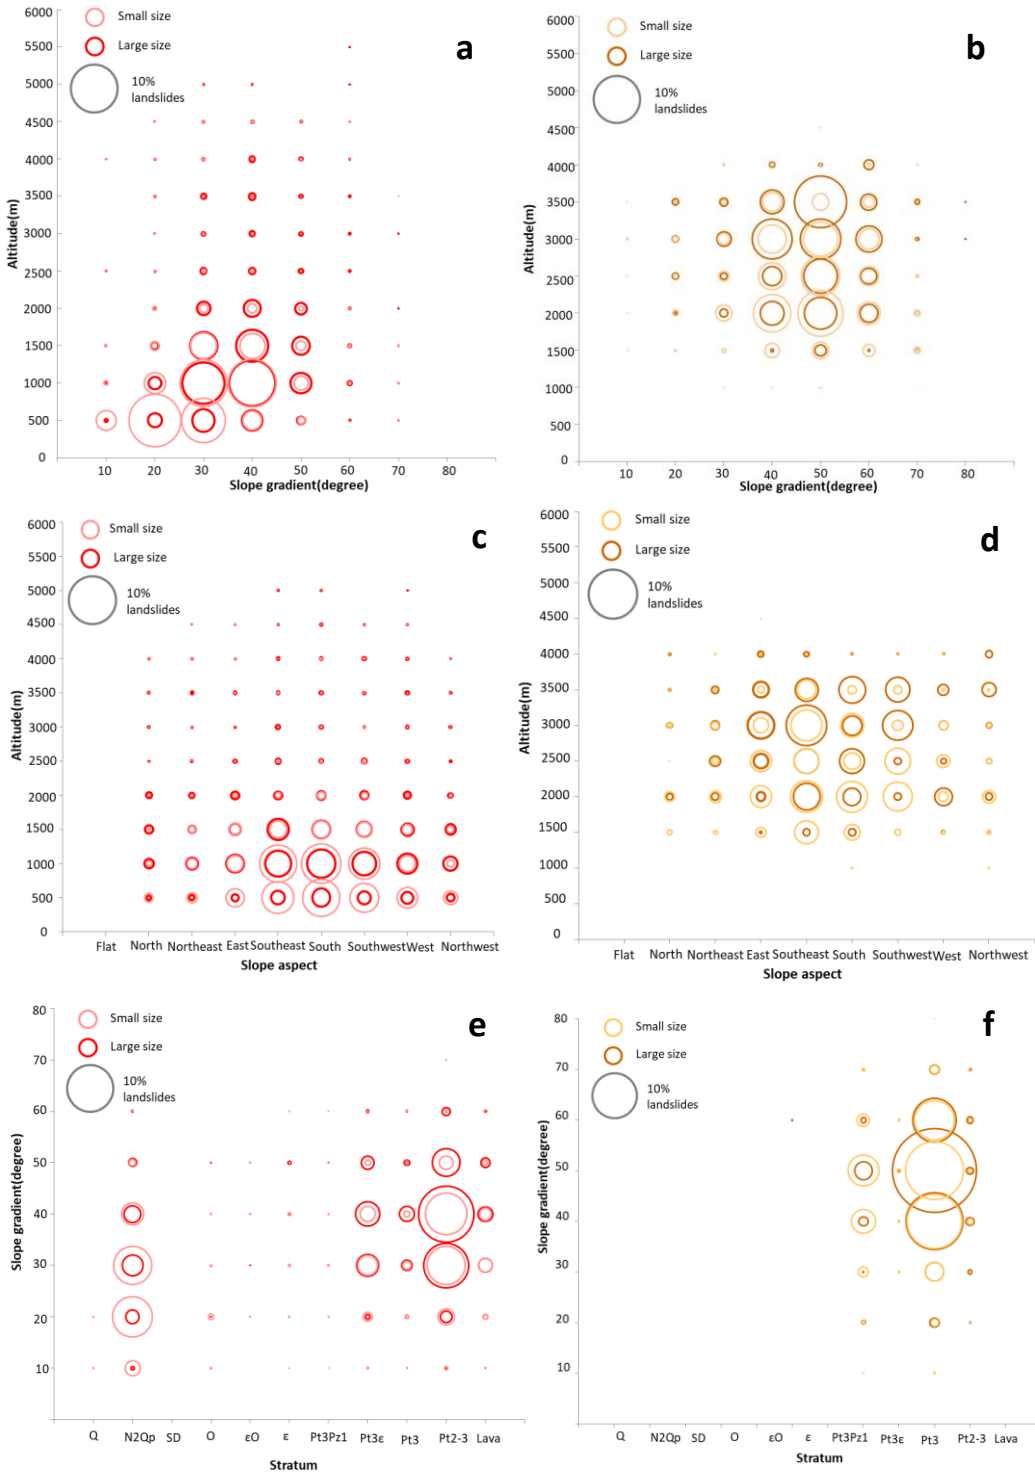 a
Small size
Large size
10%
landslides
Altitude(m)
6000
5500
5000
4500
4000
3500
3000
2500
2000
1500
1000
500
0
10 20 30 40 50 60 70 80
Slope gradient(degree)
b
Small size
Large size
10%
landslides
Altitude(m)
6000
5500
5000
4500
4000
3500
3000
2500
2000
1500
1000
500
0
10 20 30 40 50 60 70 80
Slope gradient(degree)
c
Small size
Large size
10%
landslides
Altitude(m)
6000
5500
5000
4500
4000
3500
3000
2500
2000
1500
1000
500
0
Flat North Northeast East Southeast South Southwest West Northwest
Slope aspect
d
Small size
Large size
10%
landslides
Altitude(m)
6000
5500
5000
4500
4000
3500
3000
2500
2000
1500
1000
500
0
Flat North Northeast East Southeast South Southwest West Northwest
Slope aspect
e
Small size
Large size
10%
landslides
Slope gradient(degree)
80
70
60
50
40
30
20
10
Q N2Qp SD O εO ε Pt3Pz1 Pt3ε Pt3 Pt2-3 Lava
Stratum
f
Small size
Large size
10%
landslides
Slope gradient(degree)
80
70
60
50
40
30
20
10
Q N2Qp SD O εO ε Pt3Pz1 Pt3ε Pt3 Pt2-3 Lava
Stratum